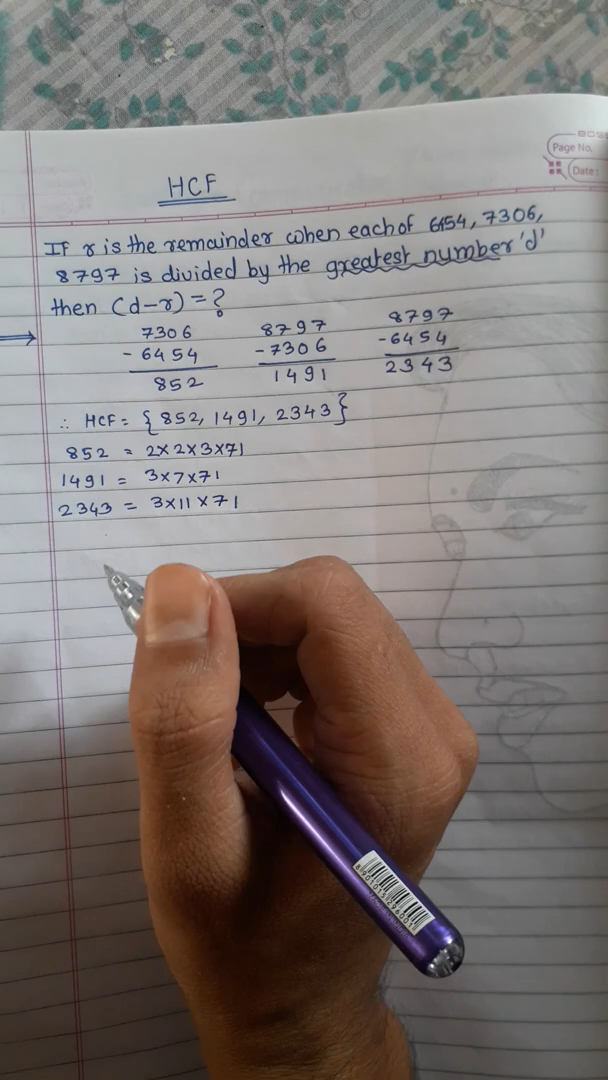 Page No.
Date:
HCF
If r is the remainder when each of 6454, 7306,
8797 is divided by the greatest number 'd'
then (d-r) = ?
7306 8797 8797
- 6454 - 7306 - 6454
852 1491 2343
∴ HCF = {852, 1491, 2343}
852 = 2×2×3×71
1491 = 3×7×71
2343 = 3×11×71